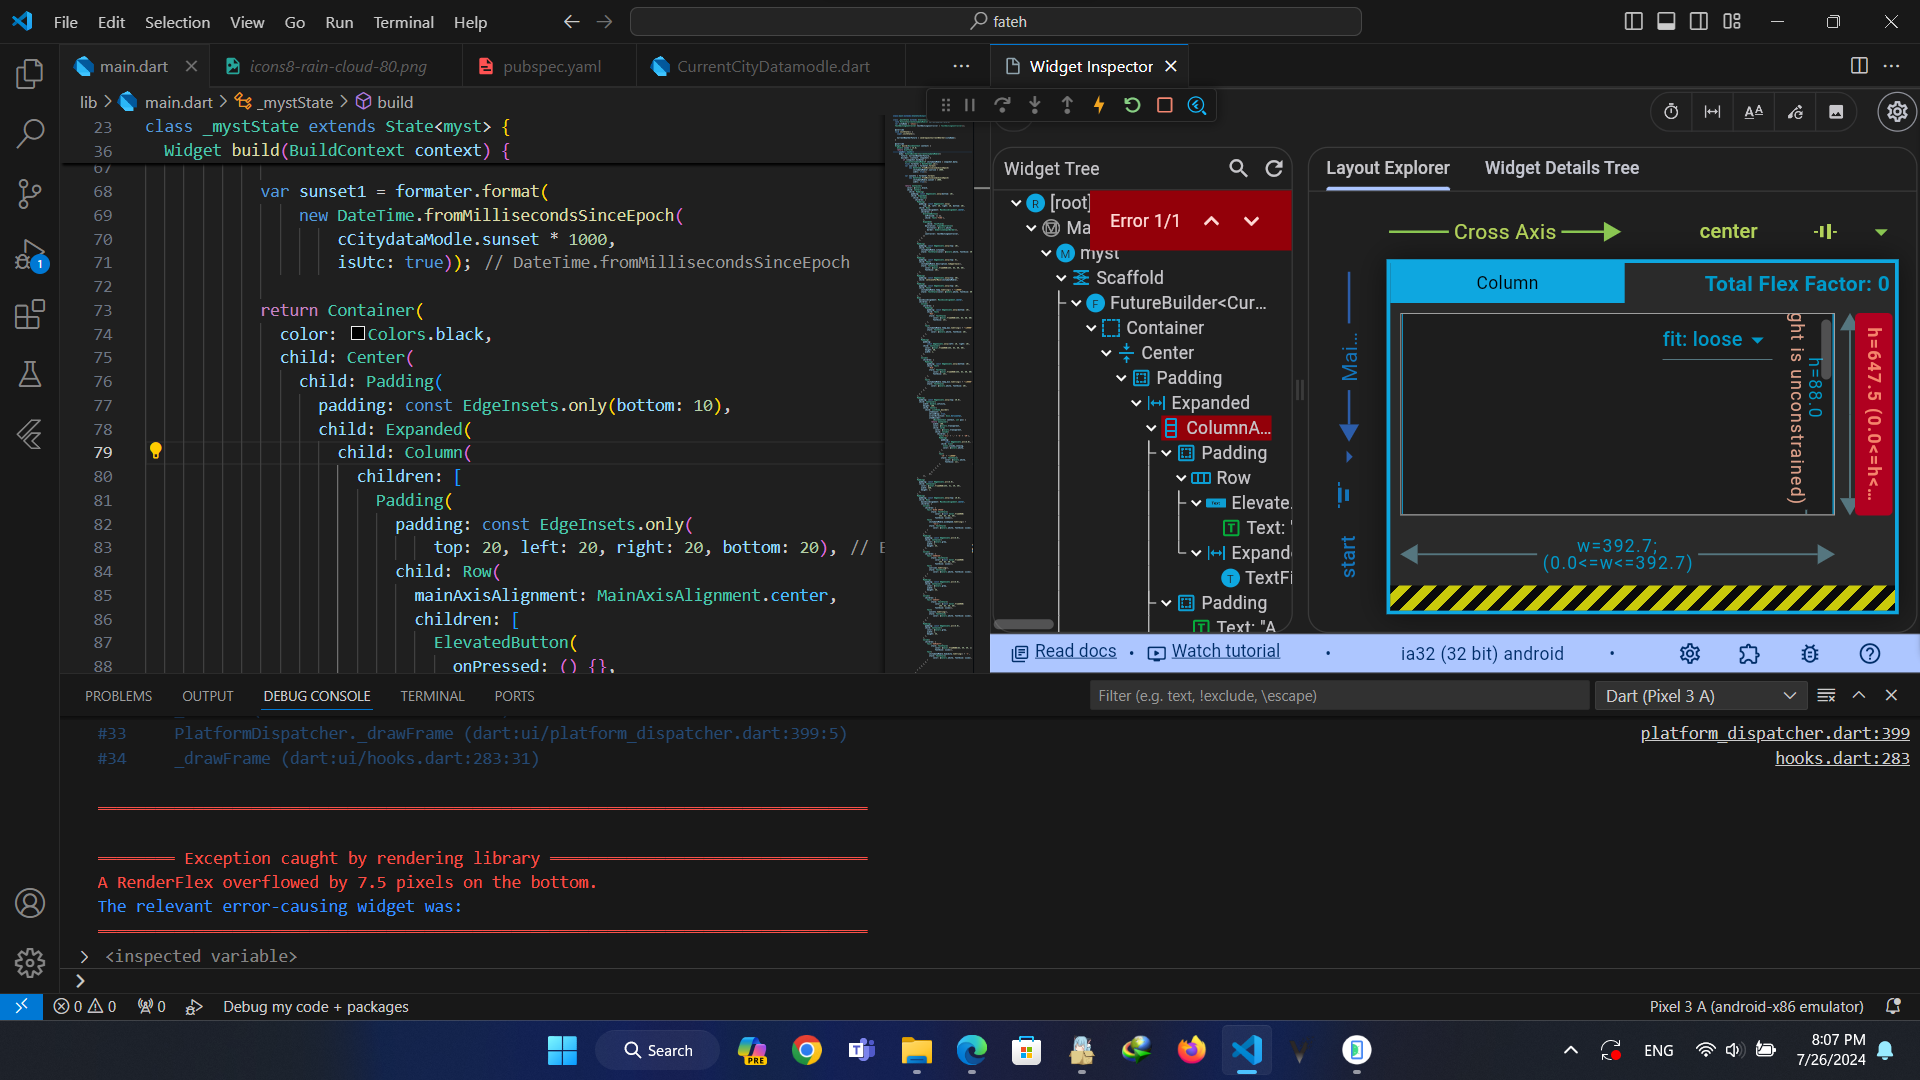 File Edit Selection View Go Run Terminal Help
fateh
main.dart
icons8-rain-cloud-80.png
pubspec.yaml
CurrentCityDatamodle.dart
Widget Inspector
lib > main.dart > _mystState > build
23 class _mystState extends State<myst> {
36 Widget build(BuildContext context) {
67
68 var sunset1 = formater.format(
69 new DateTime.fromMillisecondsSinceEpoch(
70 cCitydataModle.sunset * 1000,
71 isUtc: true)); // DateTime.fromMillisecondsSinceEpoch
72
73 return Container(
74 color: Colors.black,
75 child: Center(
76 child: Padding(
77 padding: const EdgeInsets.only(bottom: 10),
78 child: Expanded(
79 child: Column(
80 children: [
81 Padding(
82 padding: const EdgeInsets.only(
83 top: 20, left: 20, right: 20, bottom: 20), // E
84 child: Row(
85 mainAxisAlignment: MainAxisAlignment.center,
86 children: [
87 ElevatedButton(
88 onPressed: () {},
Widget Tree
Error 1/1
[root]
Ma
myst
Scaffold
FutureBuilder<Cur...
Container
Center
Padding
Expanded
ColumnA...
Padding
Row
Elevate
Text: "
Expand
TextFi
Padding
Text: "A
Layout Explorer
Widget Details Tree
Cross Axis
center
Mai...
start
Column
Total Flex Factor: 0
fit: loose
ght is unconstrained)
h=88.0
h=647.5 (0.0<=h<...
w=392.7;
(0.0<=w<=392.7)
Read docs • Watch tutorial • ia32 (32 bit) android •
PROBLEMS OUTPUT DEBUG CONSOLE TERMINAL PORTS
Filter (e.g. text, !exclude, \escape)
Dart (Pixel 3 A)
#33 PlatformDispatcher._drawFrame (dart:ui/platform_dispatcher.dart:399:5)
platform_dispatcher.dart:399
#34 _drawFrame (dart:ui/hooks.dart:283:31)
hooks.dart:283
Exception caught by rendering library
A RenderFlex overflowed by 7.5 pixels on the bottom.
The relevant error-causing widget was:
> <inspected variable>
>
0 0 0 Debug my code + packages
Pixel 3 A (android-x86 emulator)
Search
PRE
ENG
8:07 PM
7/26/2024